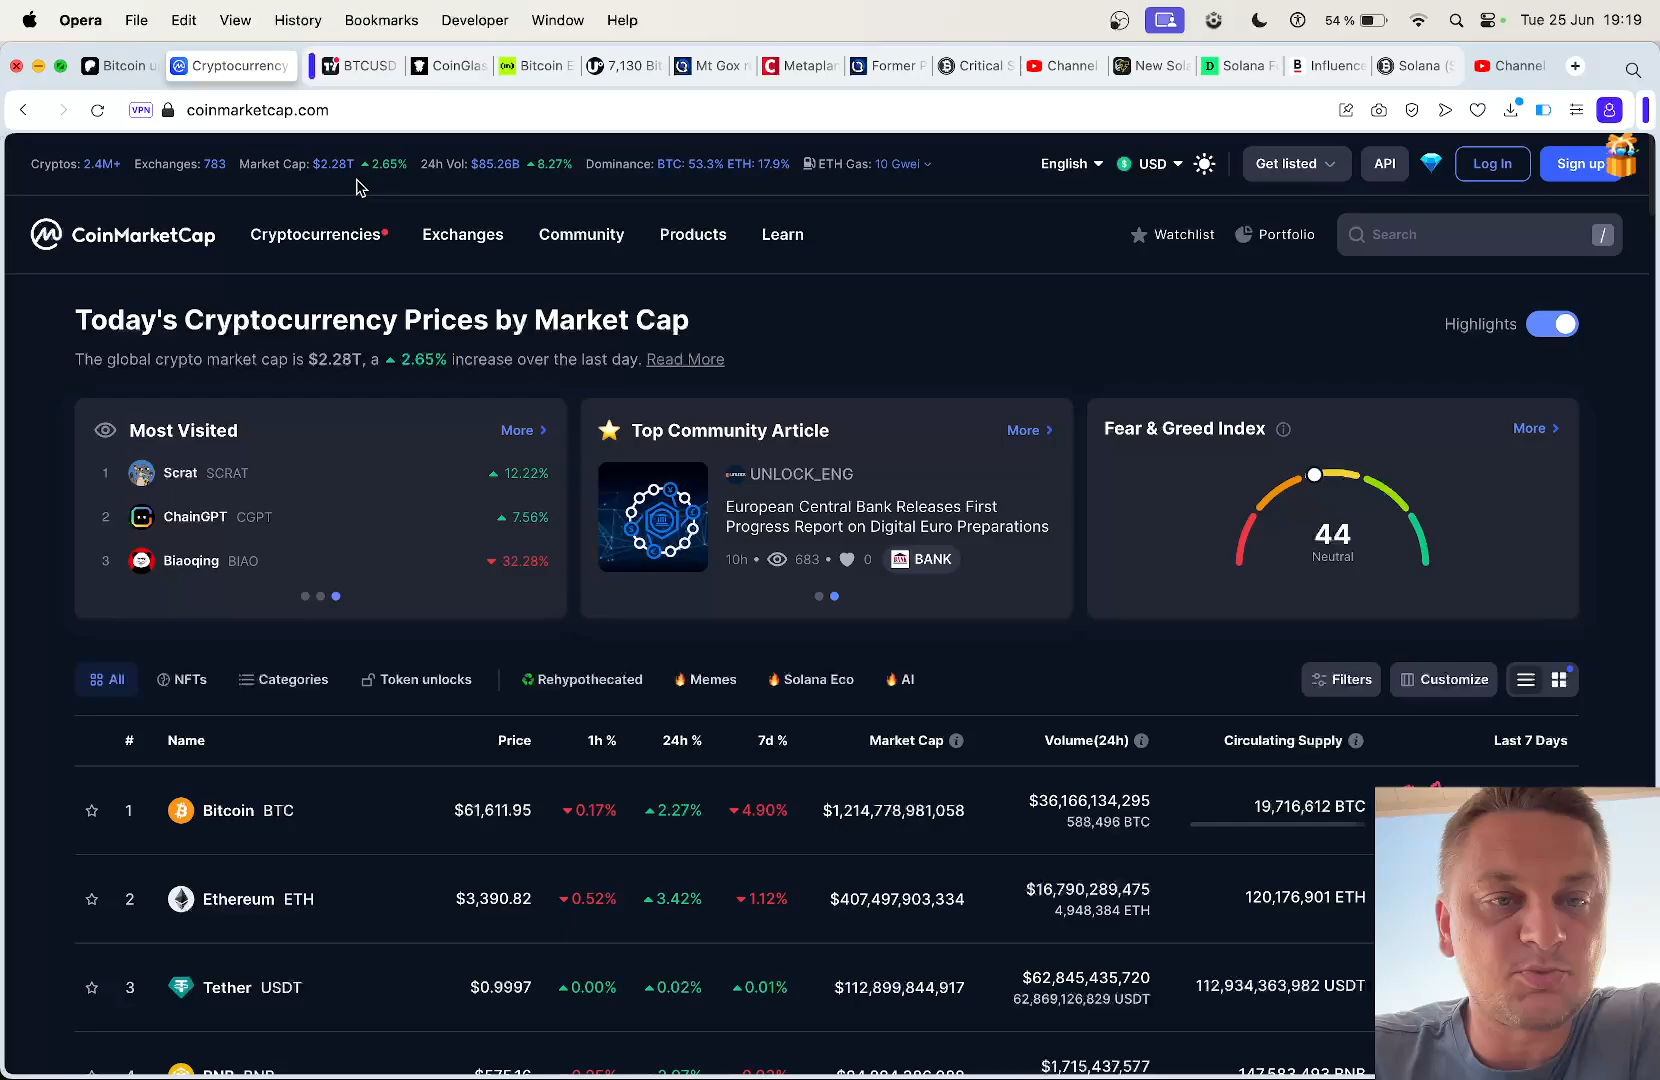 Opera File Edit View History Bookmarks Developer Window Help 54 % Tue 25 Jun 19:19
Bitcoin u Cryptocurrency BTCUSD CoinGlas Bitcoin E 7,130 Bit Mt Gox r Metaplan Former P Critical S Channel New Sola Solana F Influence Solana (S Channel
VPN coinmarketcap.com
Cryptos: 2.4M+ Exchanges: 783 Market Cap: $2.28T 2.65% 24h Vol: $85.26B 8.27% Dominance: BTC: 53.3% ETH: 17.9% ETH Gas: 10 Gwei English USD Get listed API Log In Sign up
CoinMarketCap Cryptocurrencies Exchanges Community Products Learn Watchlist Portfolio Search /
Today's Cryptocurrency Prices by Market Cap
Highlights
The global crypto market cap is $2.28T, a 2.65% increase over the last day. Read More
Most Visited More
1 Scrat SCRAT 12.22%
2 ChainGPT CGPT 7.56%
3 Biaoqing BIAO 32.28%
Top Community Article More
UNLOCK_ENG
European Central Bank Releases First
Progress Report on Digital Euro Preparations
10h • 683 • 0 BANK
Fear & Greed Index More
44
Neutral
All NFTs Categories Token unlocks Rehypothecated Memes Solana Eco AI Filters Customize
# Name Price 1h % 24h % 7d % Market Cap Volume(24h) Circulating Supply Last 7 Days
1 Bitcoin BTC $61,611.95 0.17% 2.27% 4.90% $1,214,778,981,058 $36,166,134,295 19,716,612 BTC
588,496 BTC
2 Ethereum ETH $3,390.82 0.52% 3.42% 1.12% $407,497,903,334 $16,790,289,475 120,176,901 ETH
4,948,384 ETH
3 Tether USDT $0.9997 0.00% 0.02% 0.01% $112,899,844,917 $62,845,435,720 112,934,363,982 USDT
62,869,126,829 USDT
4 BNB BNB $1,715,437,577